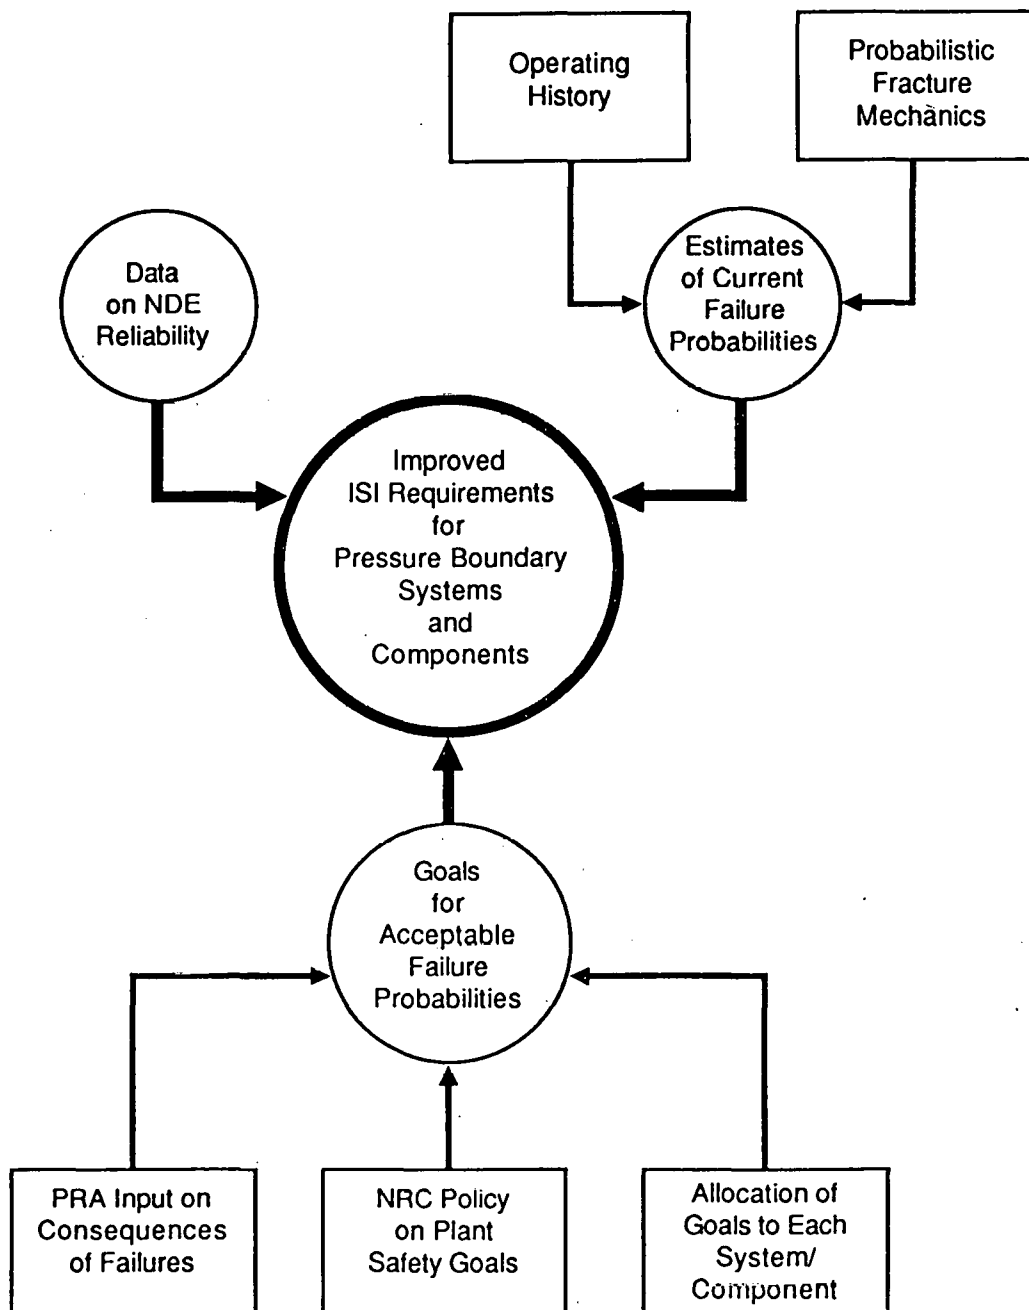 Operating
History
Probabilistic
Fracture
Mechanics
Data
on NDE
Reliability
Estimates
of Current
Failure
Probabilities
Improved
ISI Requirements
for
Pressure Boundary
Systems
and
Components
Goals
for
Acceptable
Failure
Probabilities
PRA Input on
Consequences
of Failures
NRC Policy
on Plant
Safety Goals
Allocation of
Goals to Each
System/
Component